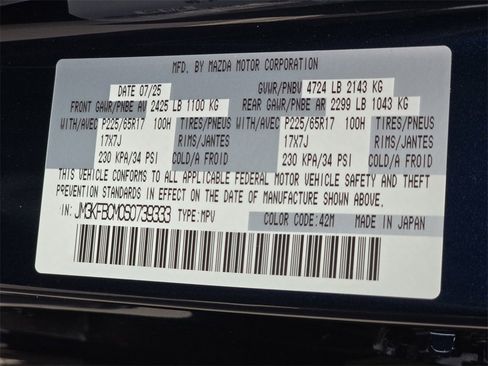 MFD. BY MAZDA MOTOR CORPORATION
DATE 07/25 GVWR/PNBV 4724 LB 2143 KG
FRONT GAWR/PNBE AV 2425 LB 1100 KG REAR GAWR/PNBE AR 2299 LB 1043 KG
WITH/AVEC P225/65R17 100H TIRES/PNEUS WITH/AVEC P225/65R17 100H TIRES/PNEUS
17X7J RIMS/JANTES 17X7J RIMS/JANTES
230 KPA/34 PSI COLD/A FROID 230 KPA/34 PSI COLD/A FROID
THIS VEHICLE CONFORMS TO ALL APPLICABLE FEDERAL MOTOR VEHICLE SAFETY AND THEFT
PREVENTION STANDARDS IN EFFECT ON THE DATE OF MANUFACTURE SHOWN ABOVE.
JM3KFBCM0S0739333 TYPE:MPV COLOR CODE:42M MADE IN JAPAN